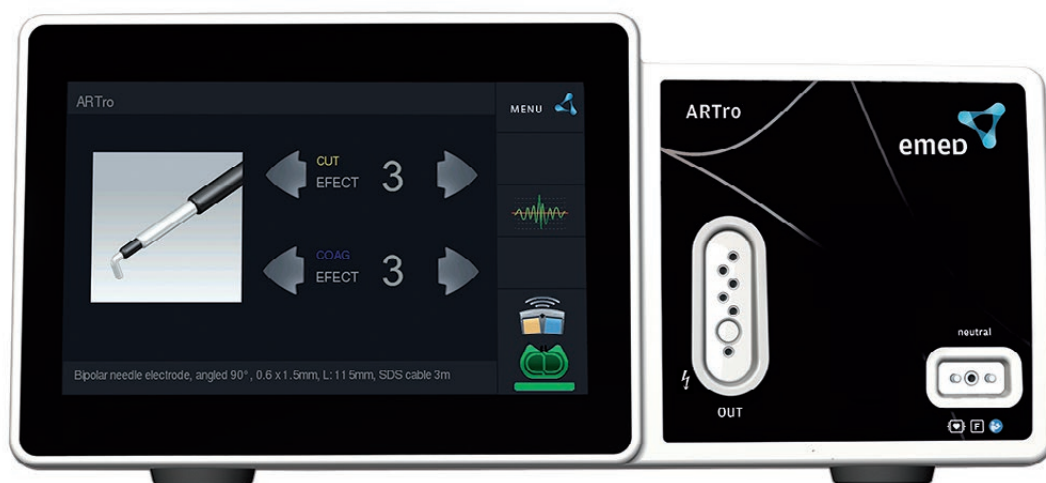 ARTro
MENU
CUT
EFECT 3
COAG
EFECT 3
Bipolar needle electrode, angled 90°, 0.6 x 1.5mm, L: 115mm, SDS cable 3m
ARTro
emed
OUT
neutral
F